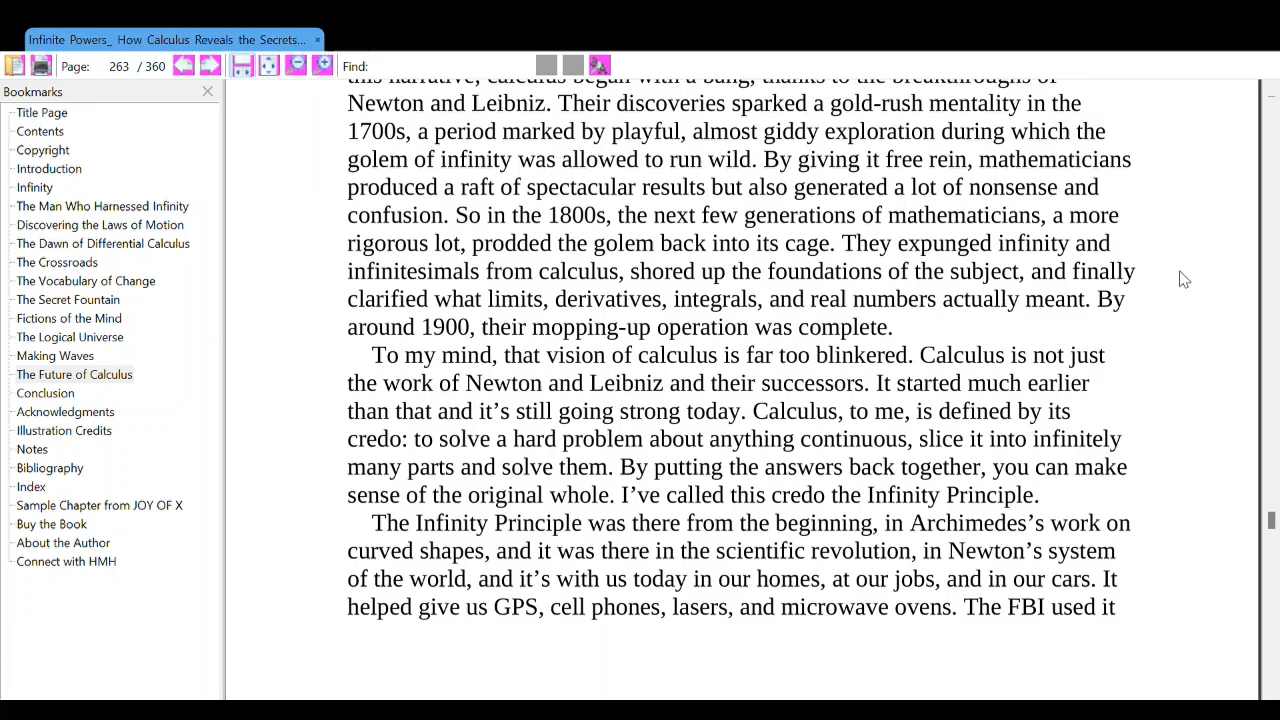 Infinite Powers_ How Calculus Reveals the Secrets... ×
Page: 263 / 360 Find:
Bookmarks
Title Page
Contents
Copyright
Introduction
Infinity
The Man Who Harnessed Infinity
Discovering the Laws of Motion
The Dawn of Differential Calculus
The Crossroads
The Vocabulary of Change
The Secret Fountain
Fictions of the Mind
The Logical Universe
Making Waves
The Future of Calculus
Conclusion
Acknowledgments
Illustration Credits
Notes
Bibliography
Index
Sample Chapter from JOY OF X
Buy the Book
About the Author
Connect with HMH
this narrative, calculus began with a bang, thanks to the breakthroughs of
Newton and Leibniz. Their discoveries sparked a gold-rush mentality in the
1700s, a period marked by playful, almost giddy exploration during which the
golem of infinity was allowed to run wild. By giving it free rein, mathematicians
produced a raft of spectacular results but also generated a lot of nonsense and
confusion. So in the 1800s, the next few generations of mathematicians, a more
rigorous lot, prodded the golem back into its cage. They expunged infinity and
infinitesimals from calculus, shored up the foundations of the subject, and finally
clarified what limits, derivatives, integrals, and real numbers actually meant. By
around 1900, their mopping-up operation was complete.
To my mind, that vision of calculus is far too blinkered. Calculus is not just
the work of Newton and Leibniz and their successors. It started much earlier
than that and it’s still going strong today. Calculus, to me, is defined by its
credo: to solve a hard problem about anything continuous, slice it into infinitely
many parts and solve them. By putting the answers back together, you can make
sense of the original whole. I’ve called this credo the Infinity Principle.
The Infinity Principle was there from the beginning, in Archimedes’s work on
curved shapes, and it was there in the scientific revolution, in Newton’s system
of the world, and it’s with us today in our homes, at our jobs, and in our cars. It
helped give us GPS, cell phones, lasers, and microwave ovens. The FBI used it